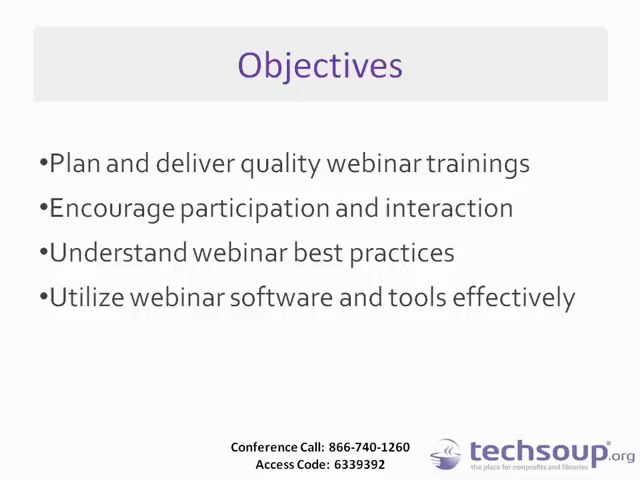 Objectives
•Plan and deliver quality webinar trainings
•Encourage participation and interaction
•Understand webinar best practices
•Utilize webinar software and tools effectively
Conference Call: 866-740-1260
Access Code: 6339392
techsoup®.org
the place for nonprofits and libraries